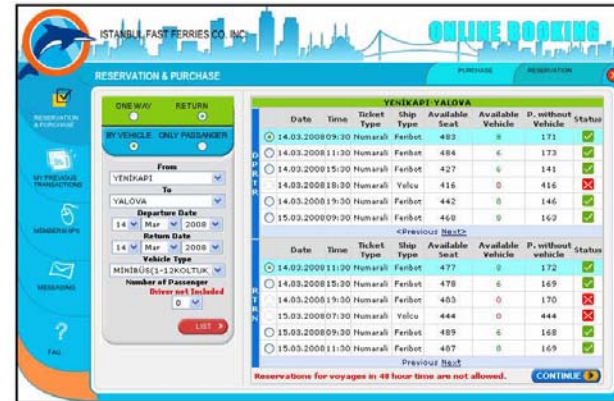 ISTANBUL FAST FERRIES CO. INC.
ONLINE BOOKING
RESERVATION & PURCHASE
PURCHASE
RESERVATION
RESERVATION & PURCHASE
MY PREVIOUS TRANSACTIONS
MESSAGING
ONE WAY RETURN
BY VEHICLE ONLY PASSANGER
From
YENİKAPI
To
YALOVA
Departure Date
14 Mar 2008
Return Date
14 Mar 2008
Vehicle Type
MİNİBÜS(1-12KOLTUK)
Number of Passenger
Driver not Included
0
LIST
YENİKAPI-YALOVA
Date Time Ticket Type Ship Type Available Seat Available Vehicle P. without Vehicle Status
14.03.2008 09:30 Numarali Feribot 483 8 171
14.03.2008 11:30 Numarali Feribot 484 6 173
14.03.2008 15:30 Numarali Feribot 427 6 141
14.03.2008 18:30 Numarali Yolcu 416 0 416
14.03.2008 19:30 Numarali Feribot 442 8 146
15.03.2008 09:30 Numarali Feribot 460 8 163
<Previous Next>
Date Time Ticket Type Ship Type Available Seat Available Vehicle P. without Vehicle Status
14.03.2008 11:30 Numarali Feribot 477 8 172
14.03.2008 15:30 Numarali Feribot 478 6 169
14.03.2008 19:30 Numarali Feribot 483 0 170
15.03.2008 07:30 Numarali Yolcu 444 0 444
15.03.2008 09:30 Numarali Feribot 489 6 168
15.03.2008 11:30 Numarali Feribot 487 8 169
Previous Next
Reservations for voyages in 48 hour time are not allowed.
CONTINUE